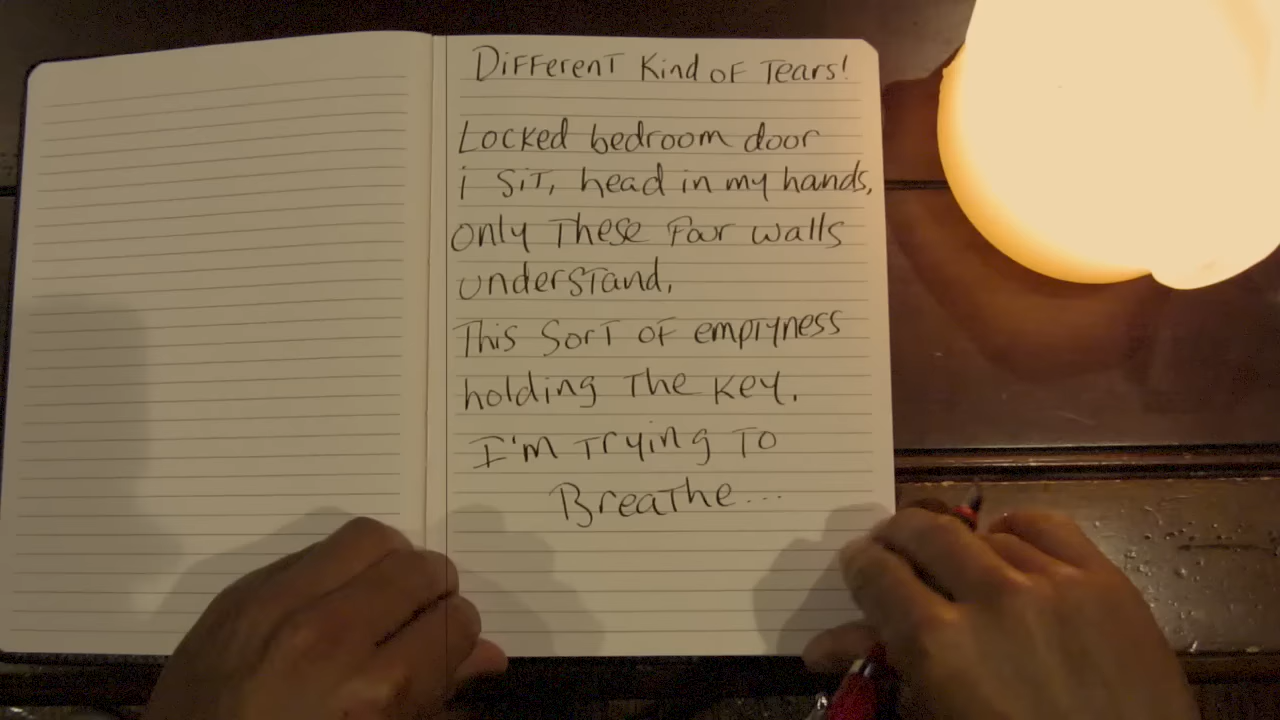 Different Kind of Tears!
Locked bedroom door
i sit, head in my hands,
only these four walls
understand,
This sort of emptyness
holding the key.
I'm trying to
Breathe...